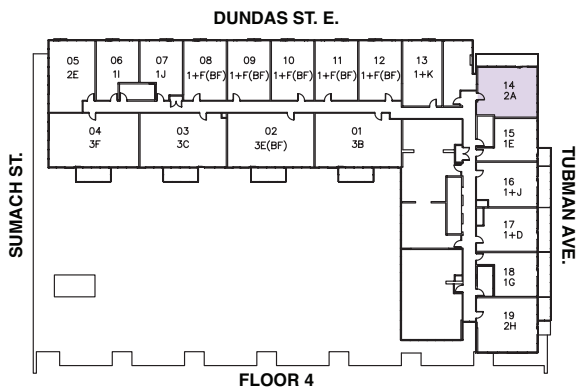 DUNDAS ST. E.
05
2E
06
1I
07
1J
08
1+F(BF)
09
1+F(BF)
10
1+F(BF)
11
1+F(BF)
12
1+F(BF)
13
1+K
14
2A
04
3F
03
3C
02
3E(BF)
01
3B
15
1E
16
1+J
17
1+D
18
1G
19
2H
SUMACH ST.
TUBMAN AVE.
FLOOR 4